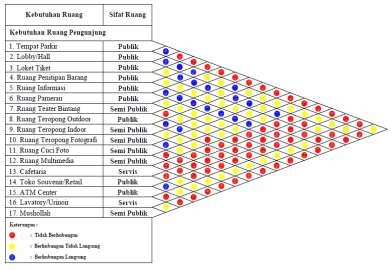 Kebutuhan Ruang Sifat Ruang
Kebutuhan Ruang Pengunjung
1. Tempat Parkir Publik
2. Lobby/Hall Publik
3. Loket Tiket Publik
4. Ruang Penitipan Barang Publik
5. Ruang Informasi Publik
6. Ruang Pameran Publik
7. Ruang Teater Bintang Semi Publik
8. Ruang Teropong Outdoor Publik
9. Ruang Teropong Indoor Semi Publik
10. Ruang Teropong Fotografi Semi Publik
11. Ruang Cuci Foto Semi Publik
12. Ruang Multimedia Semi Publik
13. Cafetaria Servis
14. Toko Souvenir/Retail Publik
15. ATM Center Publik
16. Lavatory/Urinoir Servis
17. Mushollah Semi Publik
Keterangan :
: Tidak Berhubungan
: Berhubungan Tidak Langsung
: Berhubungan Langsung